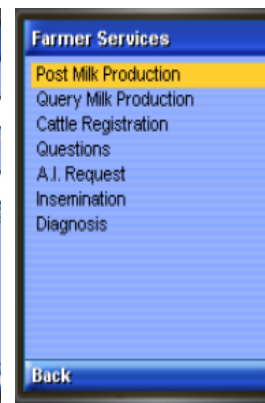 Farmer Services
Post Milk Production
Query Milk Production
Cattle Registration
Questions
A.I. Request
Insemination
Diagnosis
Back